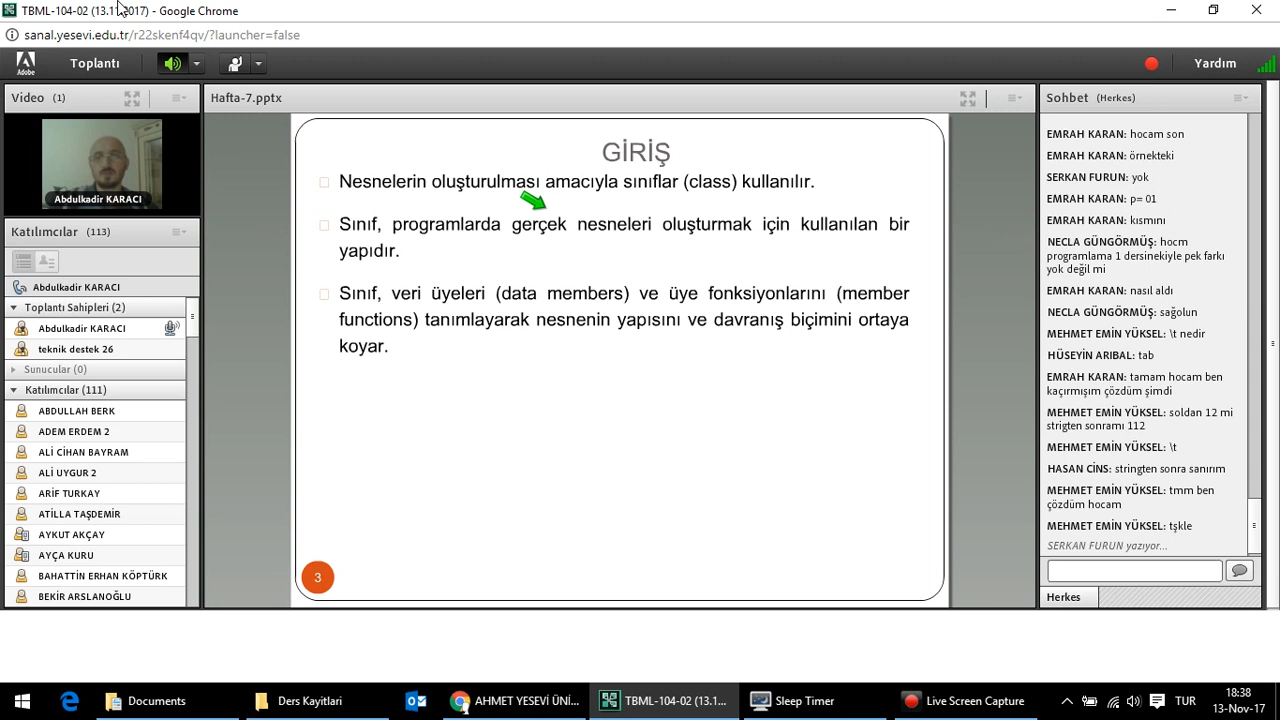 TBML-104-02 (13.11.2017) - Google Chrome
sanal.yesevi.edu.tr/r22skenf4qv/?launcher=false
Adobe
Toplantı
Yardım
Video (1)
Abdulkadir KARACI
Katılımcılar (113)
Abdulkadir KARACI
Toplantı Sahipleri (2)
Abdulkadir KARACI
teknik destek 26
Sunucular (0)
Katılımcılar (111)
ABDULLAH BERK
ADEM ERDEM 2
ALİ CİHAN BAYRAM
ALİ UYGUR 2
ARİF TURKAY
ATİLLA TAŞDEMİR
AYKUT AKÇAY
AYÇA KURU
BAHATTİN ERHAN KÖPTÜRK
BEKİR ARSLANOĞLU
Hafta-7.pptx
GİRİŞ
Nesnelerin oluşturulması amacıyla sınıflar (class) kullanılır.
Sınıf, programlarda gerçek nesneleri oluşturmak için kullanılan bir
yapıdır.
Sınıf, veri üyeleri (data members) ve üye fonksiyonlarını (member
functions) tanımlayarak nesnenin yapısını ve davranış biçimini ortaya
koyar.
3
Sohbet (Herkes)
EMRAH KARAN: hocam son
EMRAH KARAN: örnekteki
SERKAN FURUN: yok
EMRAH KARAN: p= 01
EMRAH KARAN: kısmını
NECLA GÜNGÖRMÜŞ: hocm
programlama 1 dersinekiyle pek farkı
yok değil mi
EMRAH KARAN: nasıl aldı
NECLA GÜNGÖRMÜŞ: sağolun
MEHMET EMİN YÜKSEL: \t nedir
HÜSEYİN ARIBAL: tab
EMRAH KARAN: tamam hocam ben
kaçırmışım çözdüm şimdi
MEHMET EMİN YÜKSEL: soldan 12 mi
strigten sonramı 112
MEHMET EMİN YÜKSEL: \t
HASAN CİNS: stringten sonra sanırım
MEHMET EMİN YÜKSEL: tmm ben
çözdüm hocam
MEHMET EMİN YÜKSEL: tşkle
SERKAN FURUN yazıyor...
Herkes
Documents
Ders Kayitlari
AHMET YESEVİ ÜNİ...
TBML-104-02 (13.1...
Sleep Timer
Live Screen Capture
TUR
18:38
13-Nov-17